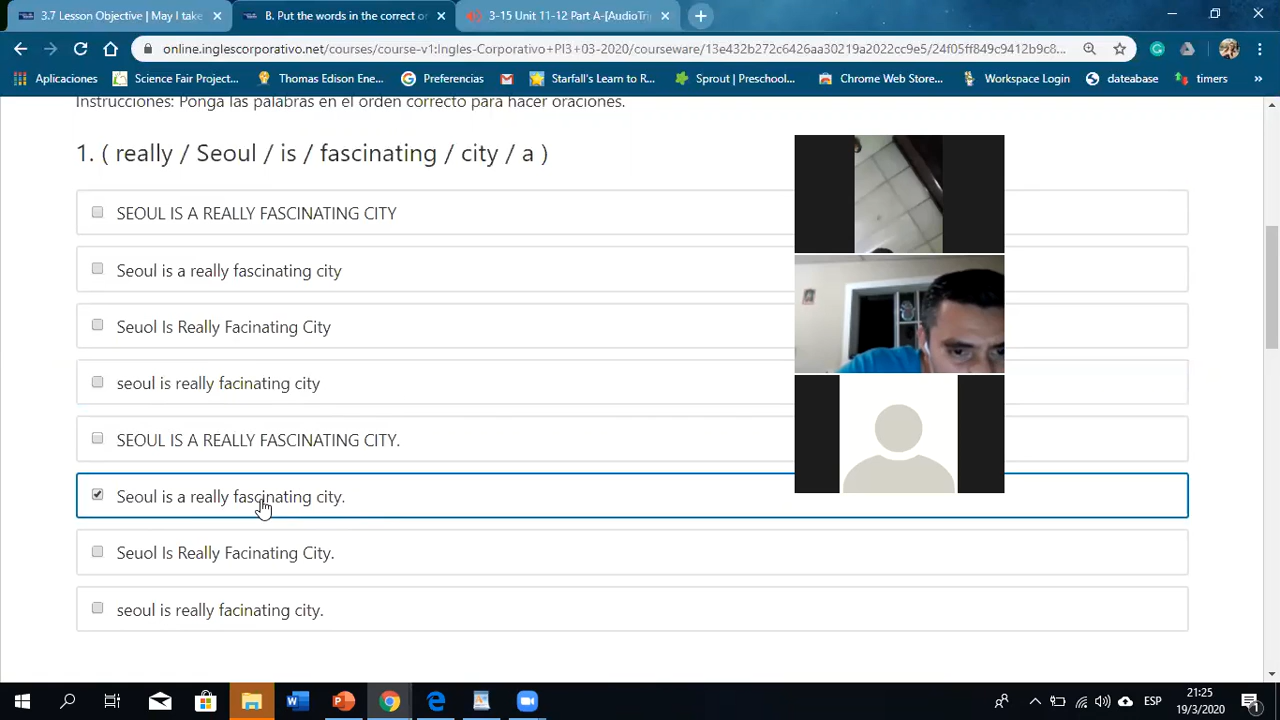 3.7 Lesson Objective | May I take
B. Put the words in the correct or
3-15 Unit 11-12 Part A-[AudioTri
online.inglescorporativo.net/courses/course-v1:Ingles-Corporativo+PI3+03-2020/courseware/13e432b272c6426aa30219a2022cc9e5/24f05ff849c9412b9c8...
Aplicaciones
Science Fair Project...
Thomas Edison Ene...
Preferencias
Starfall's Learn to R...
Sprout | Preschool...
Chrome Web Store...
Workspace Login
dateabase
timers
Instrucciones: Ponga las palabras en el orden correcto para hacer oraciones.
1. ( really / Seoul / is / fascinating / city / a )
SEOUL IS A REALLY FASCINATING CITY
Seoul is a really fascinating city
Seuol Is Really Facinating City
seoul is really facinating city
SEOUL IS A REALLY FASCINATING CITY.
Seoul is a really fascinating city.
Seuol Is Really Facinating City.
seoul is really facinating city.
ESP
21:25
19/3/2020